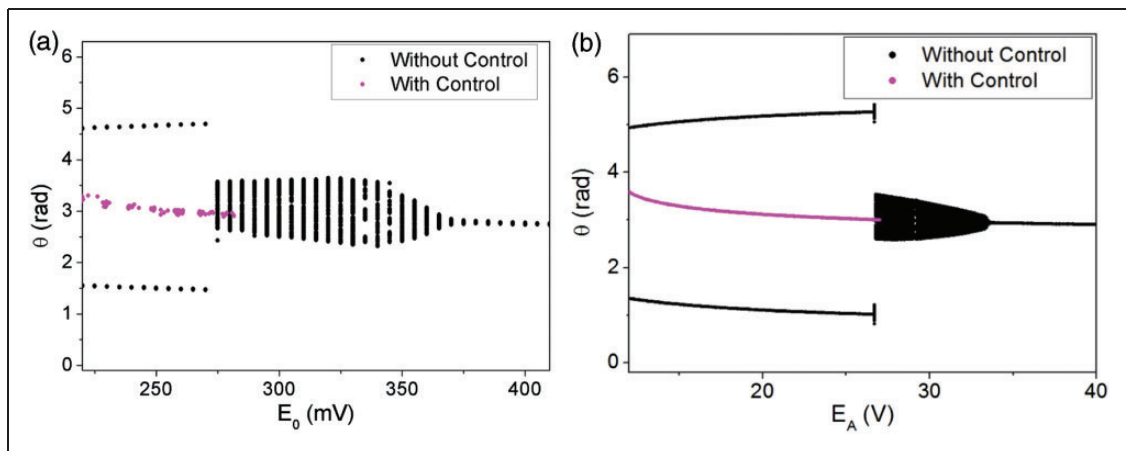 (a)
Without Control
With Control
6
5
4
3
2
1
0
θ (rad)
250
300
350
400
E₀ (mV)
(b)
Without Control
With Control
6
4
2
0
θ (rad)
20
30
40
E_A (V)